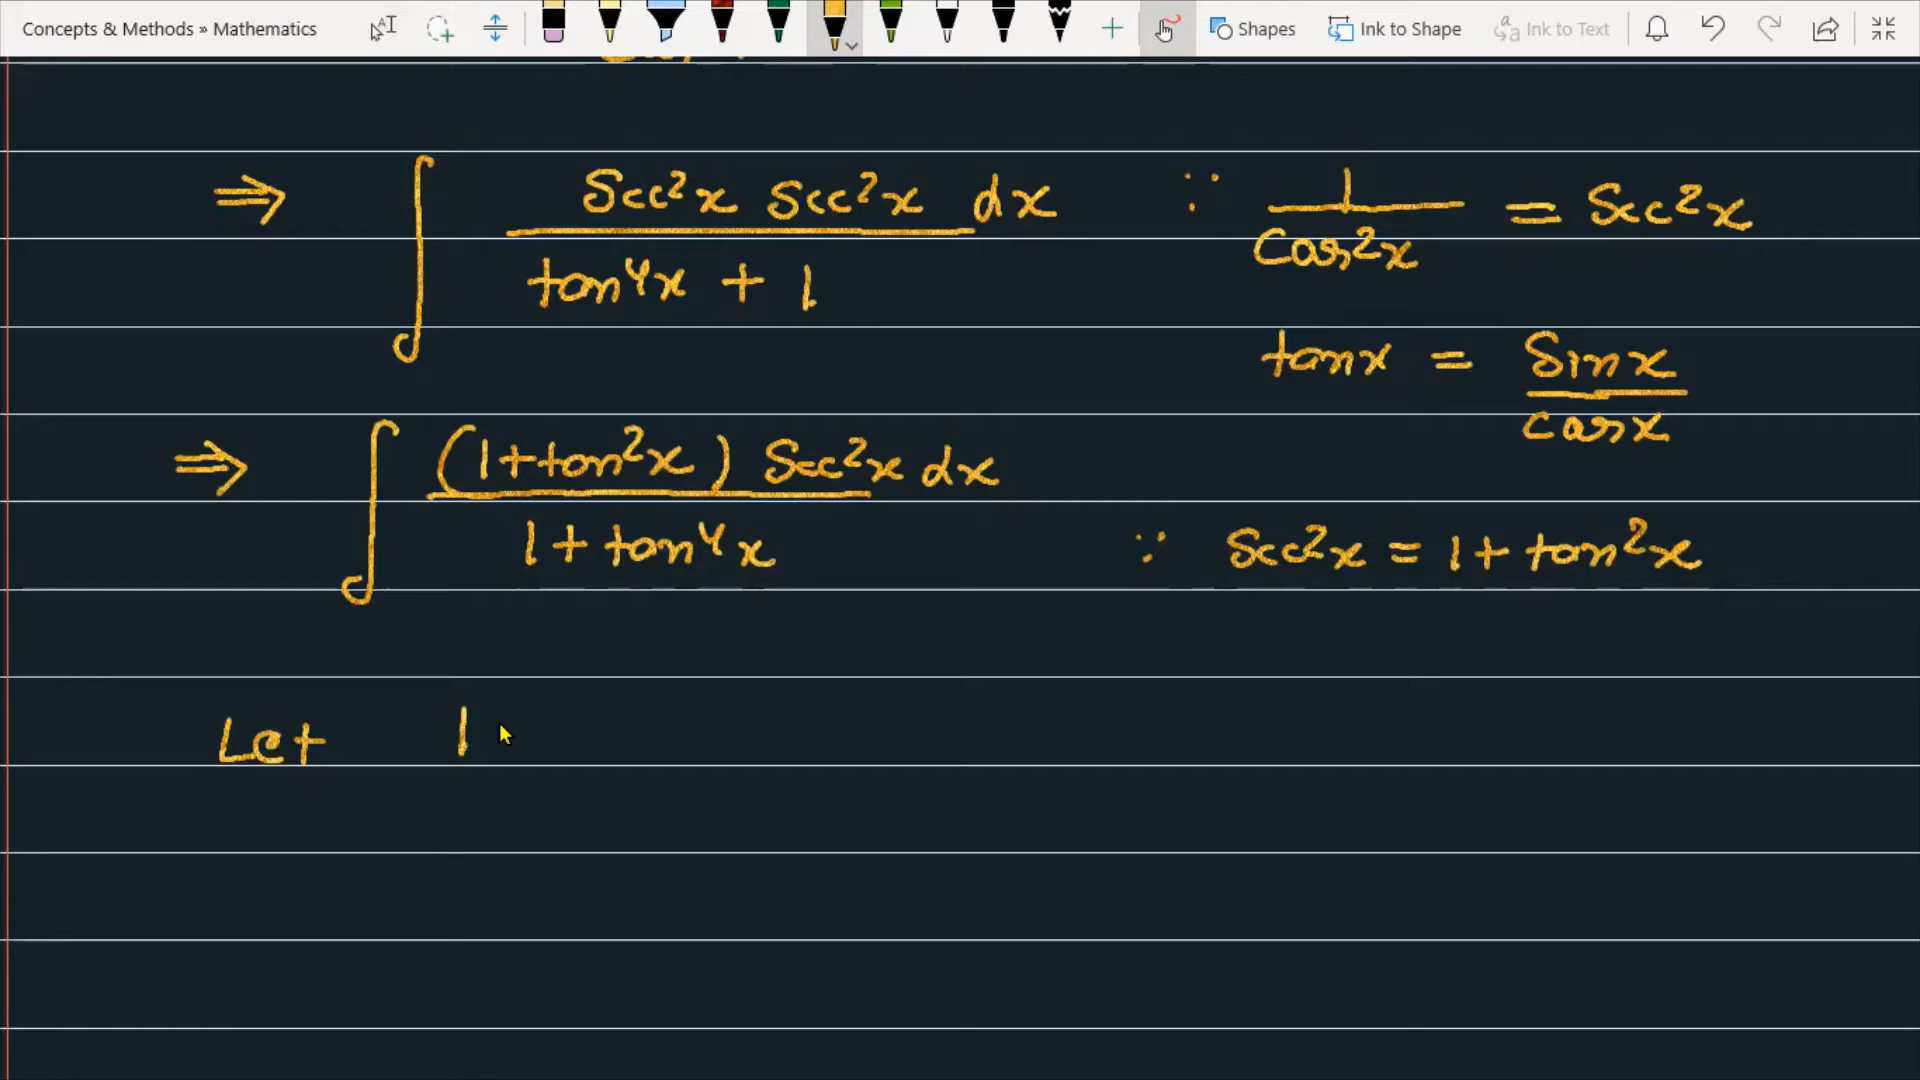 Concepts & Methods » Mathematics
Shapes
Ink to Shape
Ink to Text
⇒ ∫ Sec²x Sec²x dx / tan⁴x + 1 ∵ 1 / Cos²x = Sec²x
tanx = Sinx / cosx
⇒ ∫ (1+tan²x) Sec²x dx / 1 + tan⁴x ∵ Sec²x = 1 + tan²x
Let 1